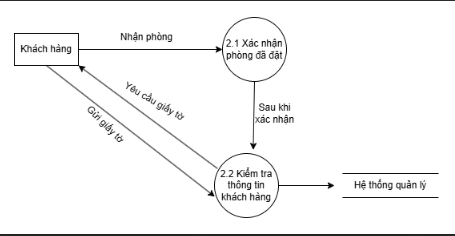 Nhận phòng
Khách hàng
2.1 Xác nhận
phòng đã đặt
Yêu cầu giấy tờ
Gửi giấy tờ
Sau khi
xác nhận
2.2 Kiểm tra
thông tin
khách hàng
Hệ thống quản lý